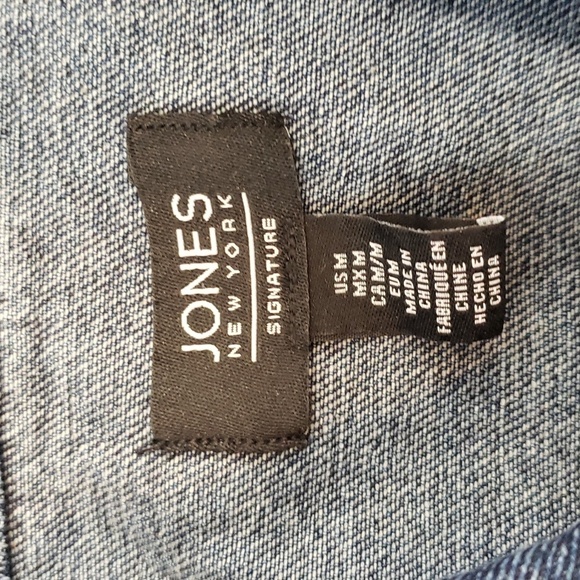 JONES
NEW YORK
SIGNATURE
US M
MX M
CA M/M
EU M
MADE IN
CHINA
FABRIQUÉ EN
CHINE
HECHO EN
CHINA